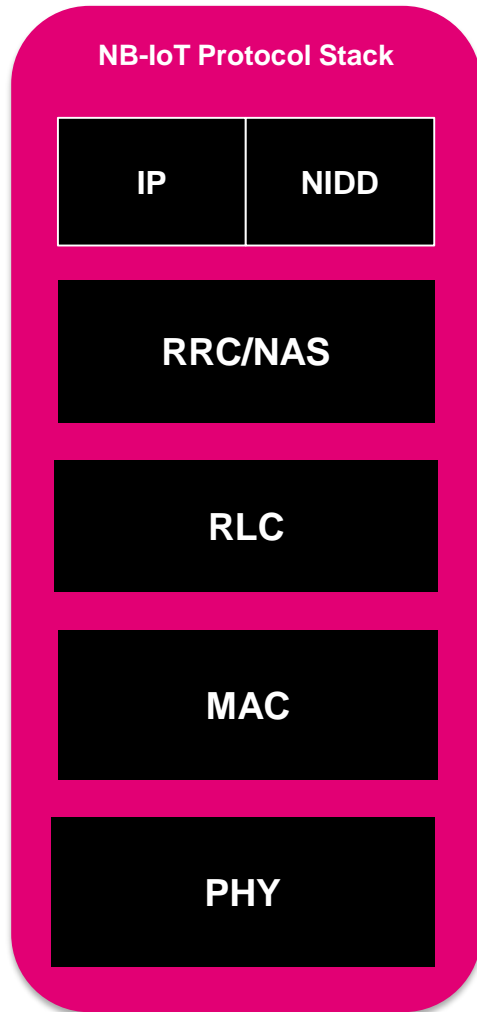 NB-IoT Protocol Stack
IP NIDD
RRC/NAS
RLC
MAC
PHY